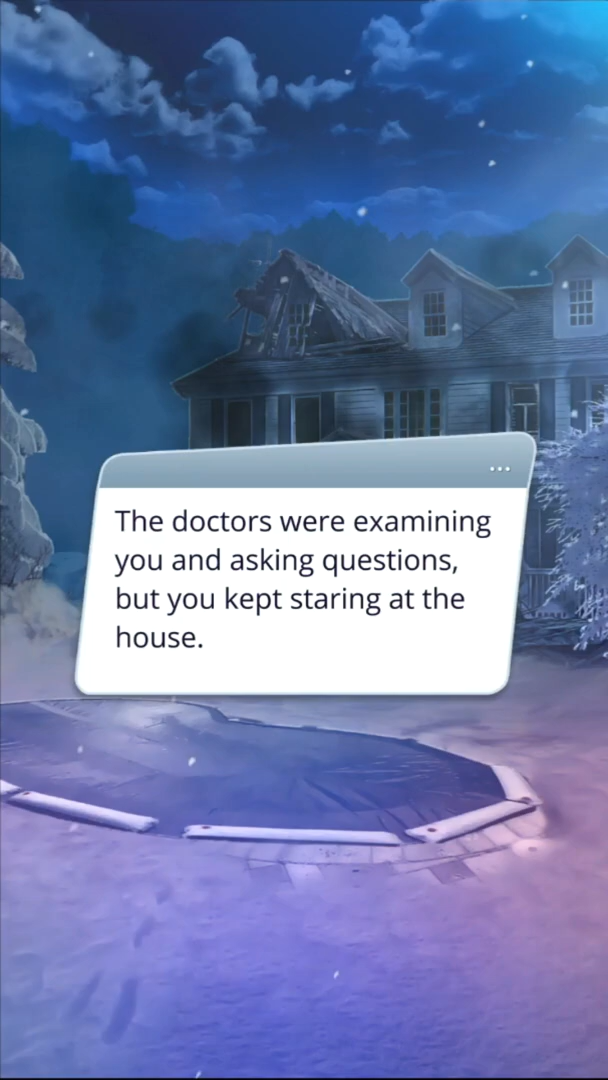 The doctors were examining
you and asking questions,
but you kept staring at the
house.